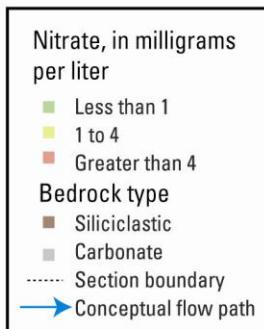 Nitrate, in milligrams
per liter
Less than 1
1 to 4
Greater than 4
Bedrock type
Siliciclastic
Carbonate
Section boundary
Conceptual flow path